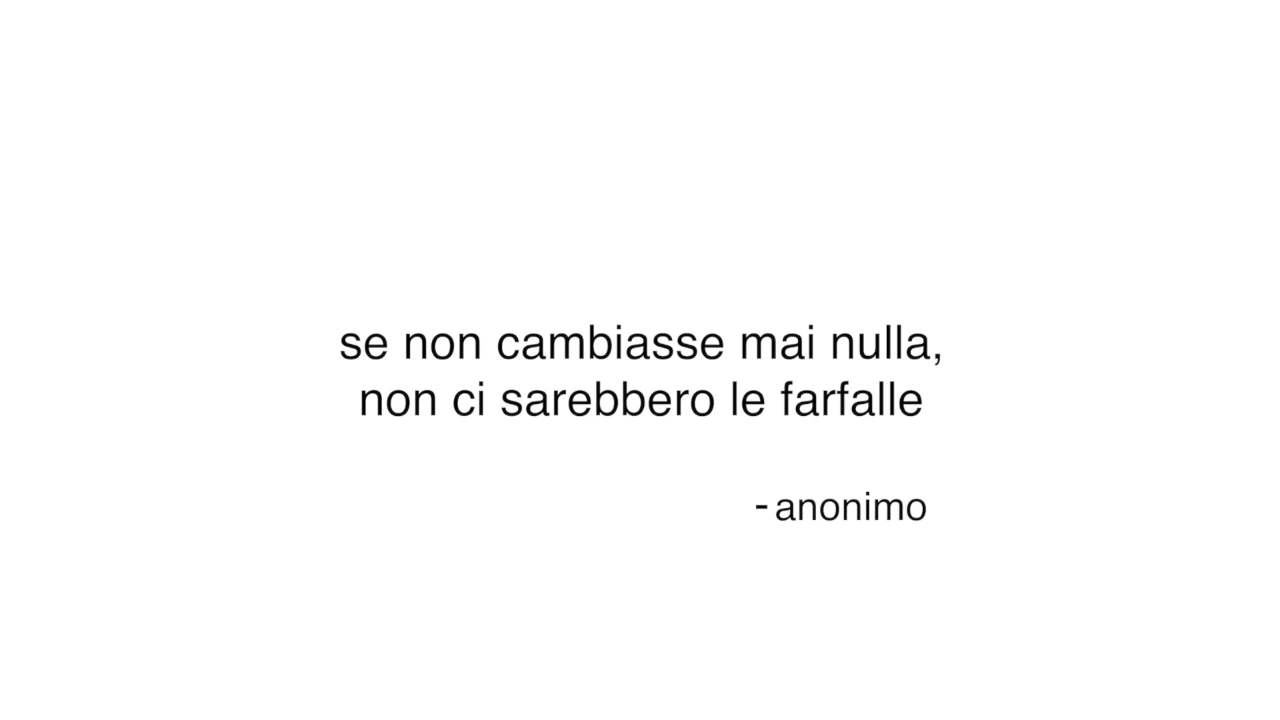 se non cambiasse mai nulla,
non ci sarebbero le farfalle
-anonimo